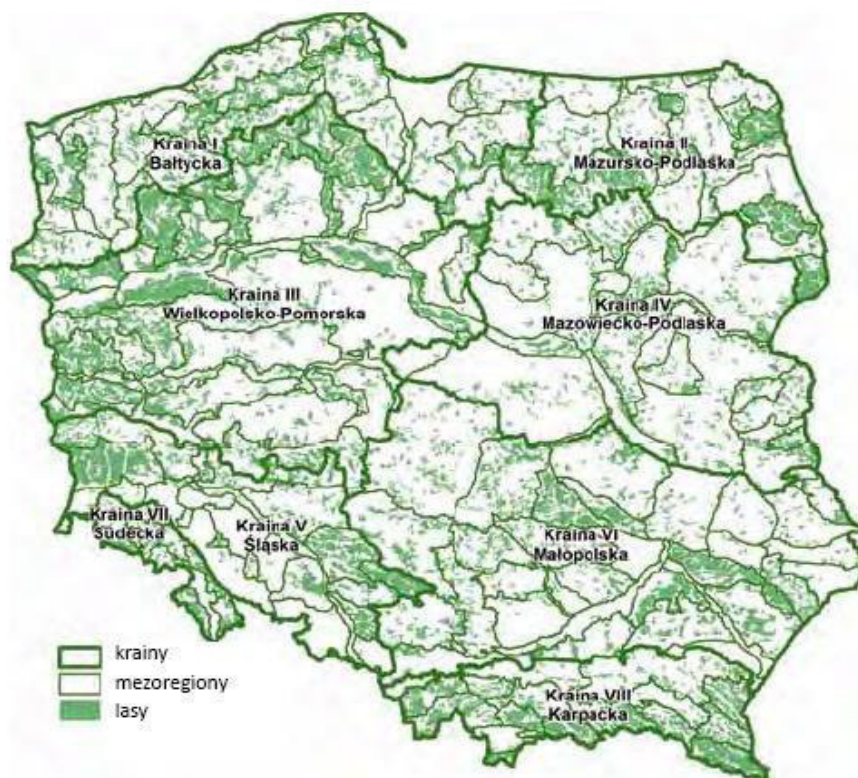 Kraina I
Bałtycka
Kraina II
Mazursko-Podlaska
Kraina III
Wielkopolsko-Pomorska
Kraina IV
Mazowiecko-Podlaska
Kraina VII
Sudecka
Kraina V
Śląska
Kraina VI
Małopolska
krainy
mezoregiony
lasy
Kraina VIII
Karpacka